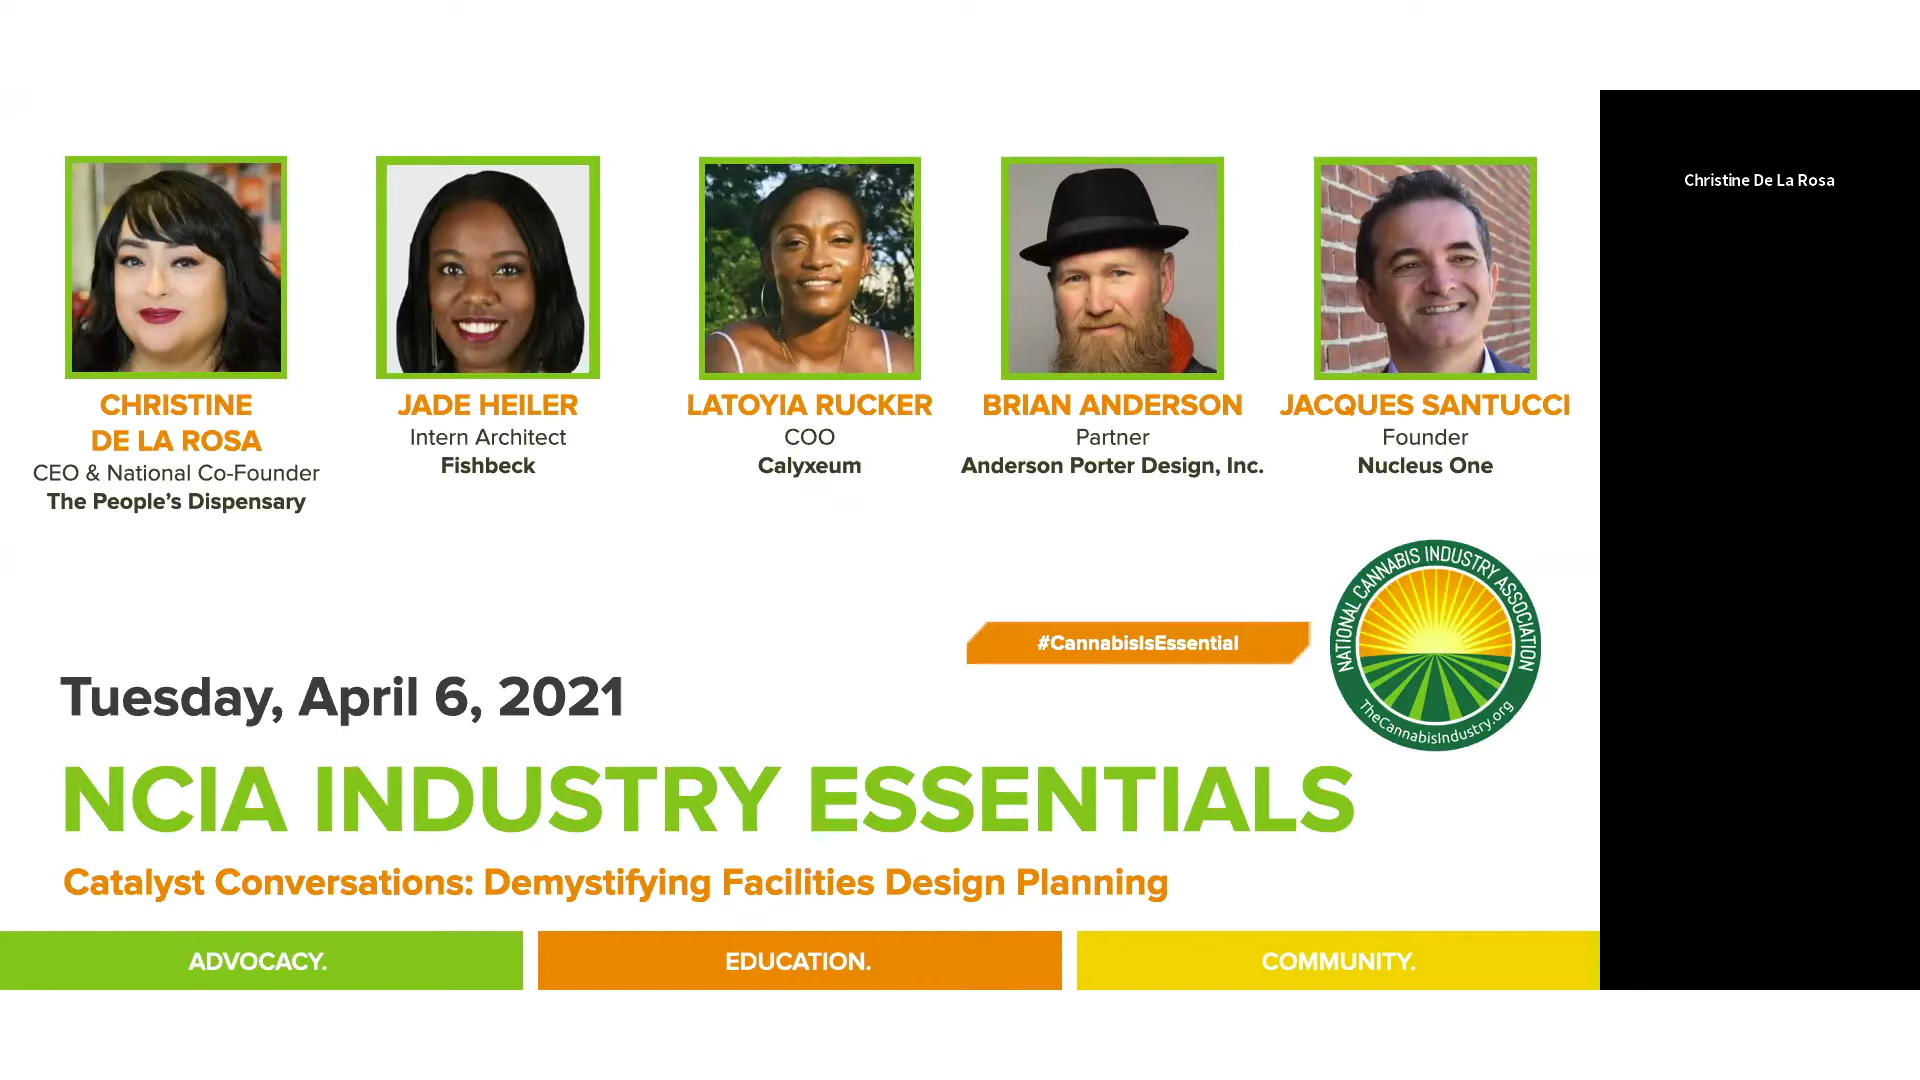 Christine De La Rosa
CHRISTINE
DE LA ROSA
CEO & National Co-Founder
The People's Dispensary
JADE HEILER
Intern Architect
Fishbeck
LATOYIA RUCKER
COO
Calyxeum
BRIAN ANDERSON
Partner
Anderson Porter Design, Inc.
JACQUES SANTUCCI
Founder
Nucleus One
#CannabisIsEssential
NATIONAL CANNABIS INDUSTRY ASSOCIATION
TheCannabisIndustry.org
Tuesday, April 6, 2021
NCIA INDUSTRY ESSENTIALS
Catalyst Conversations: Demystifying Facilities Design Planning
ADVOCACY.
EDUCATION.
COMMUNITY.